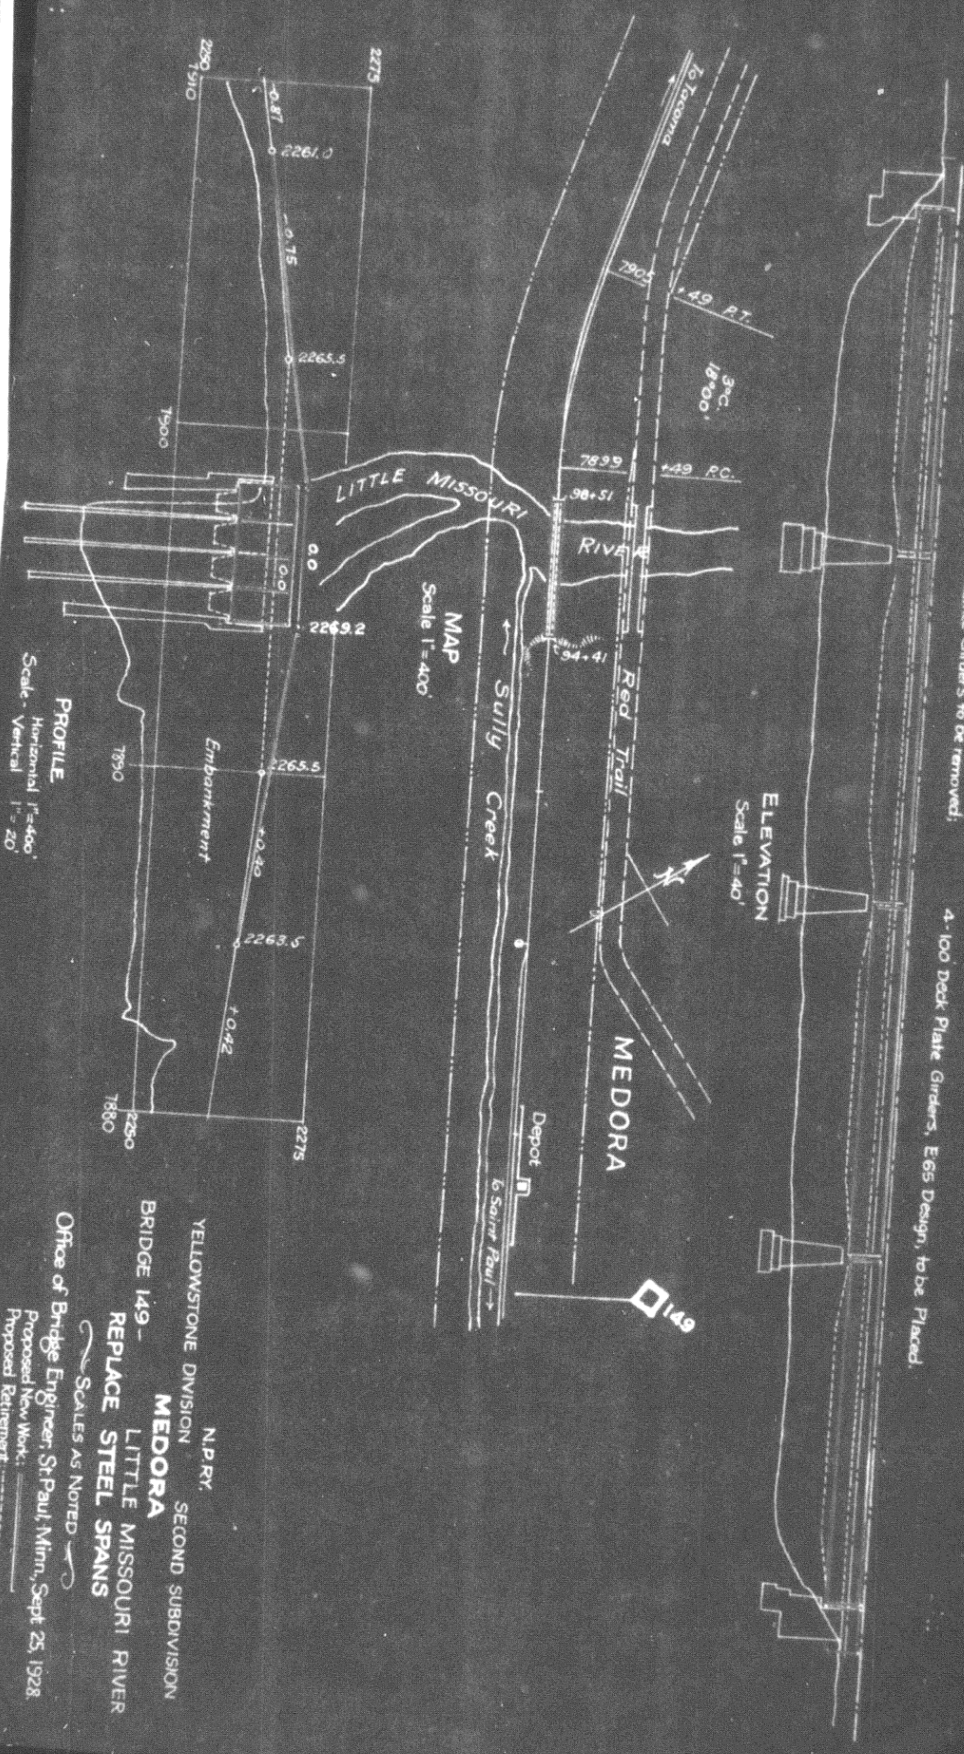 Girders to be removed;
4-100' Deck Plate Girders, E65 Design, to be Placed.
ELEVATION
Scale 1"=40'
To Tacoma
7905
+49 P.T.
3°C.
18°00'
7899
+49 P.C.
98+51
LITTLE MISSOURI
RIVER
94+41
Red Trail
N
MAP
Scale 1"=400'
Sully Creek
MEDORA
Depot
To Saint Paul
149
2275
2250
7910
-0.87
2261.0
-0.75
2265.5
7900
0.0
0.0
2269.2
2265.5
7890
Embankment
+0.40
2263.5
+0.42
2275
2250
7880
PROFILE
Scale - Horizontal 1"=400'
Vertical 1"=20'
N.P.RY.
YELLOWSTONE DIVISION SECOND SUBDIVISION
MEDORA
BRIDGE 149- LITTLE MISSOURI RIVER
REPLACE STEEL SPANS
SCALES AS NOTED
Office of Bridge Engineer, St. Paul, Minn., Sept 25, 1928.
Proposed New Work:
Proposed Retirement